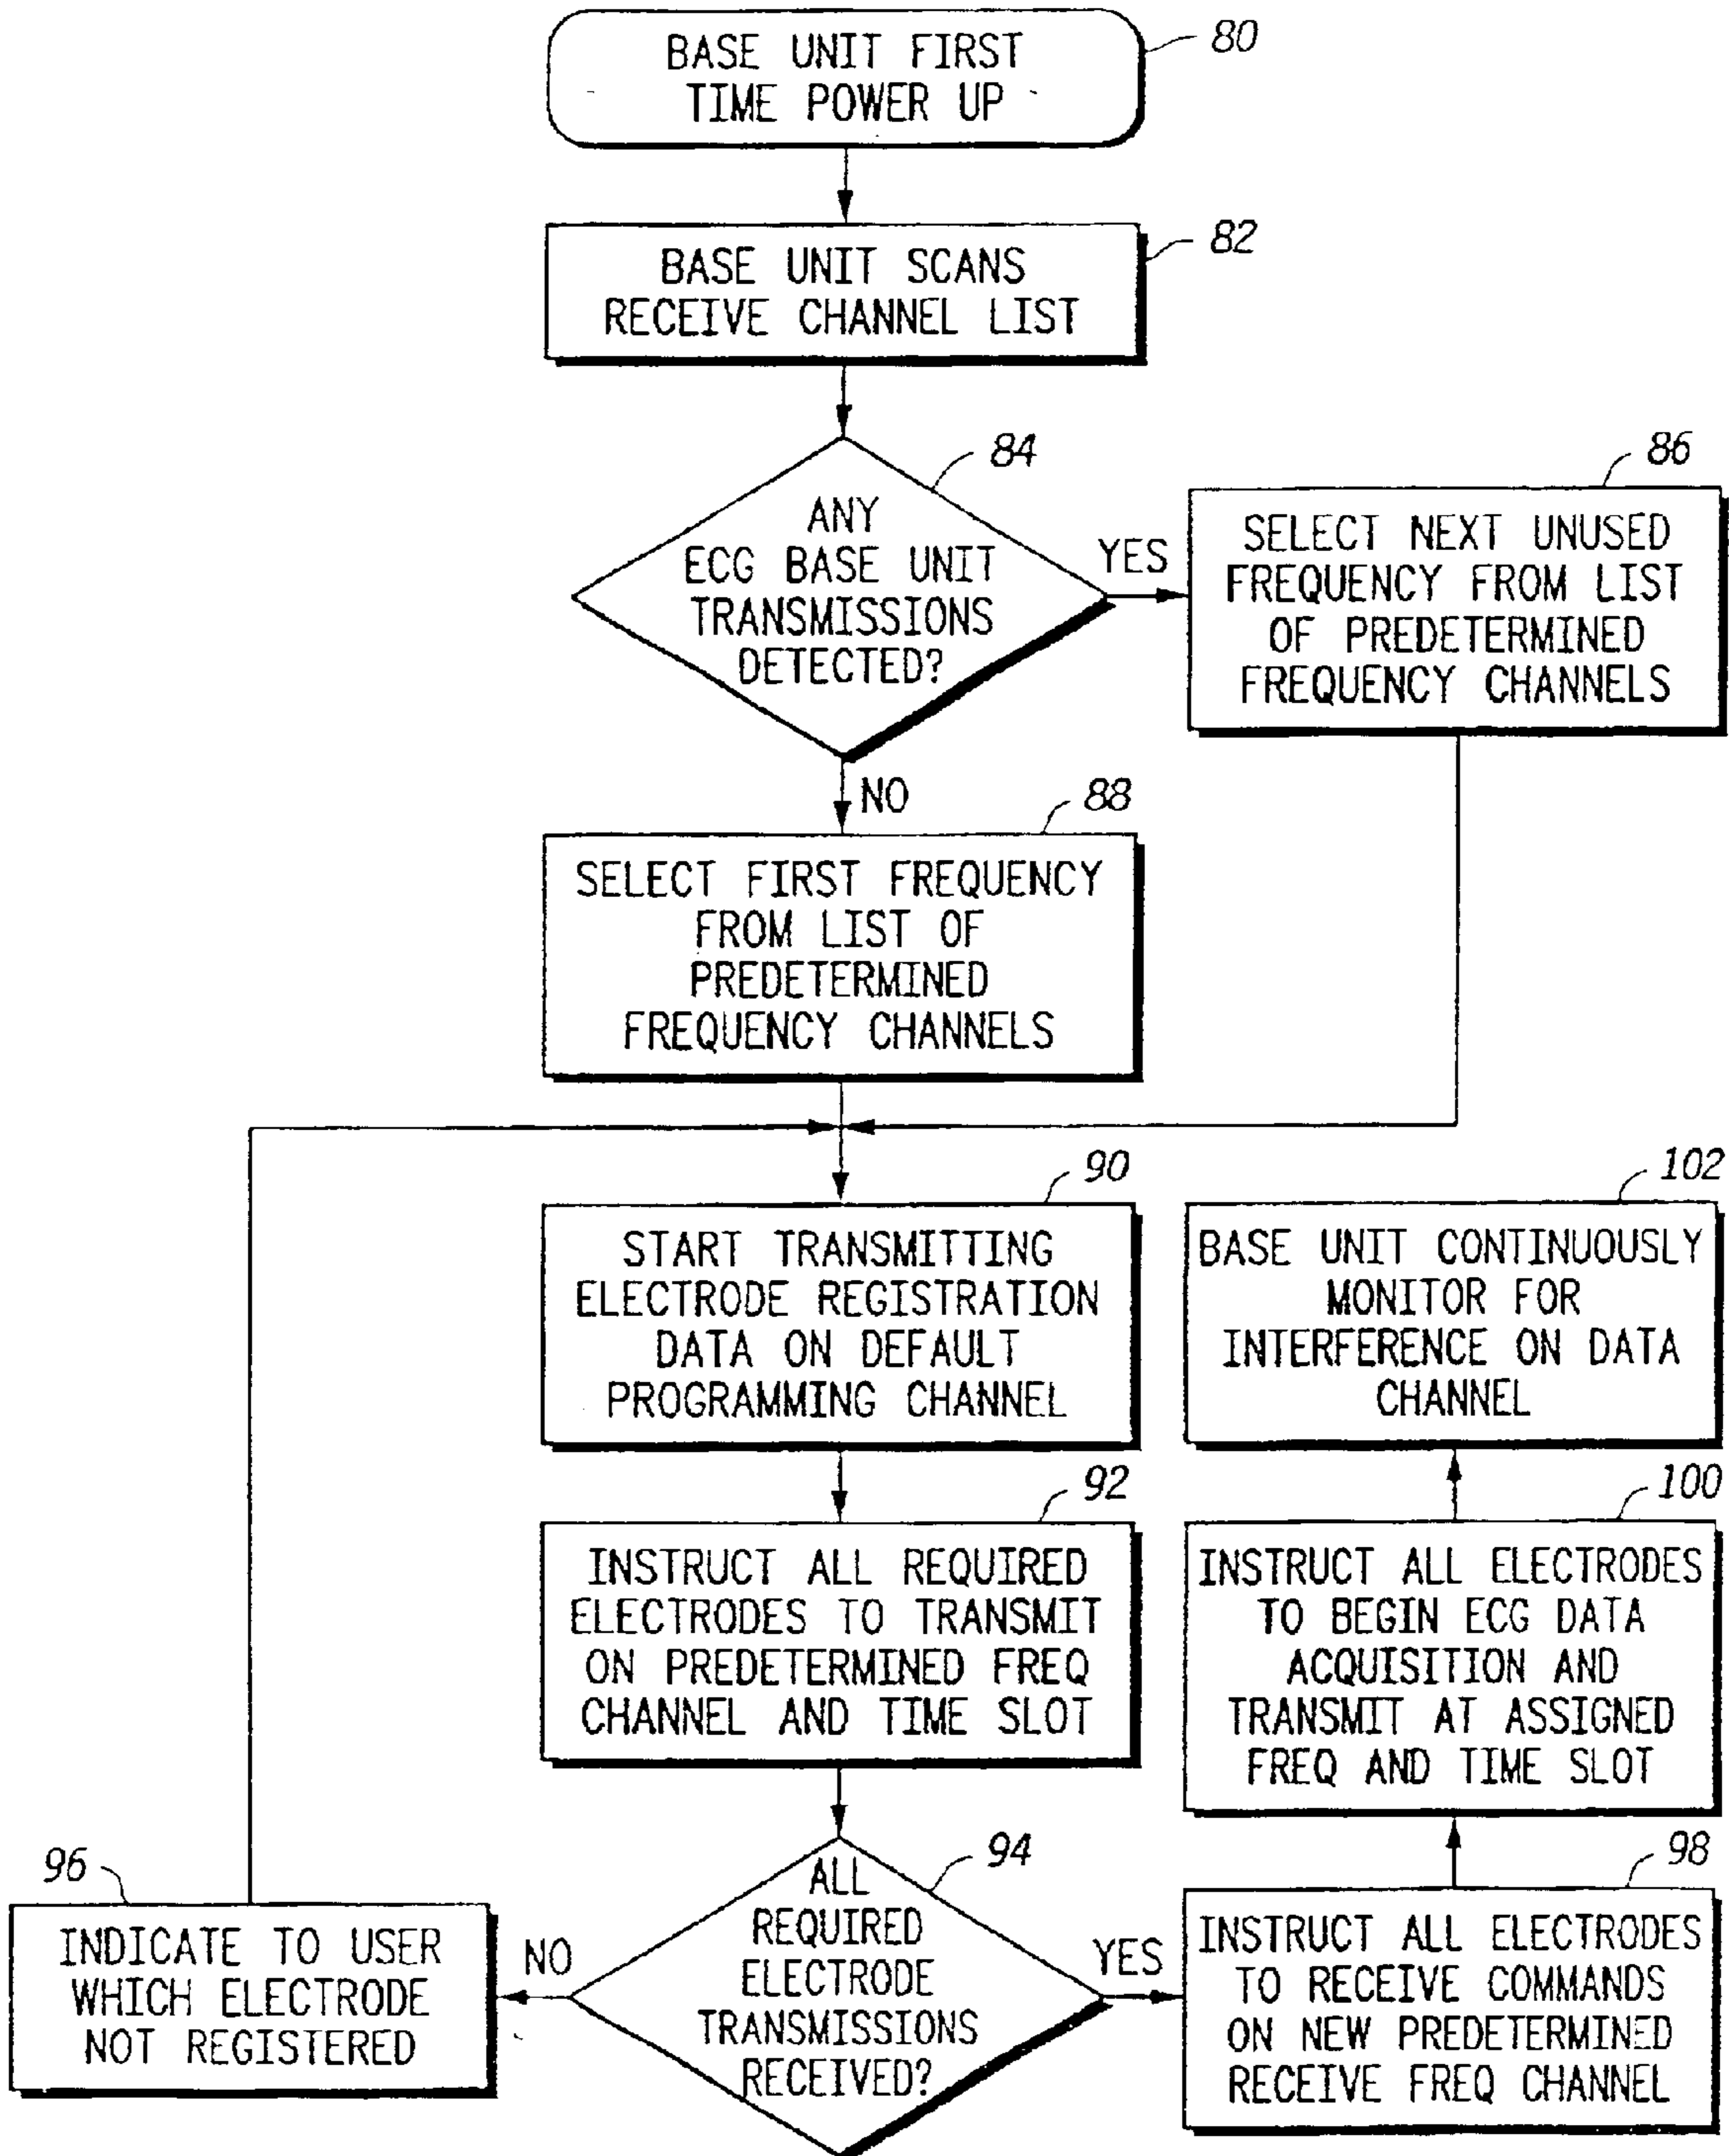 BASE UNIT FIRST
TIME POWER UP
80
BASE UNIT SCANS
RECEIVE CHANNEL LIST
82
ANY
ECG BASE UNIT
TRANSMISSIONS
DETECTED?
84
YES
SELECT NEXT UNUSED
FREQUENCY FROM LIST
OF PREDETERMINED
FREQUENCY CHANNELS
86
NO
SELECT FIRST FREQUENCY
FROM LIST OF
PREDETERMINED
FREQUENCY CHANNELS
88
START TRANSMITTING
ELECTRODE REGISTRATION
DATA ON DEFAULT
PROGRAMMING CHANNEL
90
INSTRUCT ALL REQUIRED
ELECTRODES TO TRANSMIT
ON PREDETERMINED FREQ
CHANNEL AND TIME SLOT
92
ALL
REQUIRED
ELECTRODE
TRANSMISSIONS
RECEIVED?
94
NO
INDICATE TO USER
WHICH ELECTRODE
NOT REGISTERED
96
YES
INSTRUCT ALL ELECTRODES
TO RECEIVE COMMANDS
ON NEW PREDETERMINED
RECEIVE FREQ CHANNEL
98
INSTRUCT ALL ELECTRODES
TO BEGIN ECG DATA
ACQUISITION AND
TRANSMIT AT ASSIGNED
FREQ AND TIME SLOT
100
BASE UNIT CONTINUOUSLY
MONITOR FOR
INTERFERENCE ON DATA
CHANNEL
102